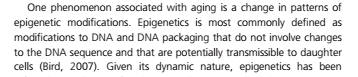 One phenomenon associated with aging is a change in patterns of
epigenetic modifications. Epigenetics is most commonly defined as
modifications to DNA and DNA packaging that do not involve changes
to the DNA sequence and that are potentially transmissible to daughter
cells (Bird, 2007). Given its dynamic nature, epigenetics has been